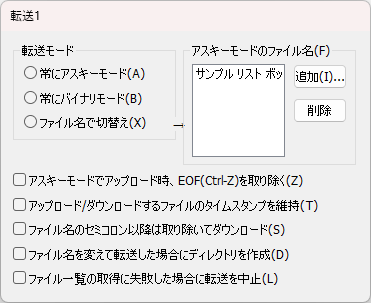 転送1
転送モード
常にアスキーモード(A)
常にバイナリモード(B)
ファイル名で切替え(X)
→
アスキーモードのファイル名(F)
サンプル リスト ボッ
追加(I)...
削除
アスキーモードでアップロード時、EOF(Ctrl-Z)を取り除く(Z)
アップロード/ダウンロードするファイルのタイムスタンプを維持(T)
ファイル名のセミコロン以降は取り除いてダウンロード(S)
ファイル名を変えて転送した場合にディレクトリを作成(D)
ファイル一覧の取得に失敗した場合に転送を中止(L)